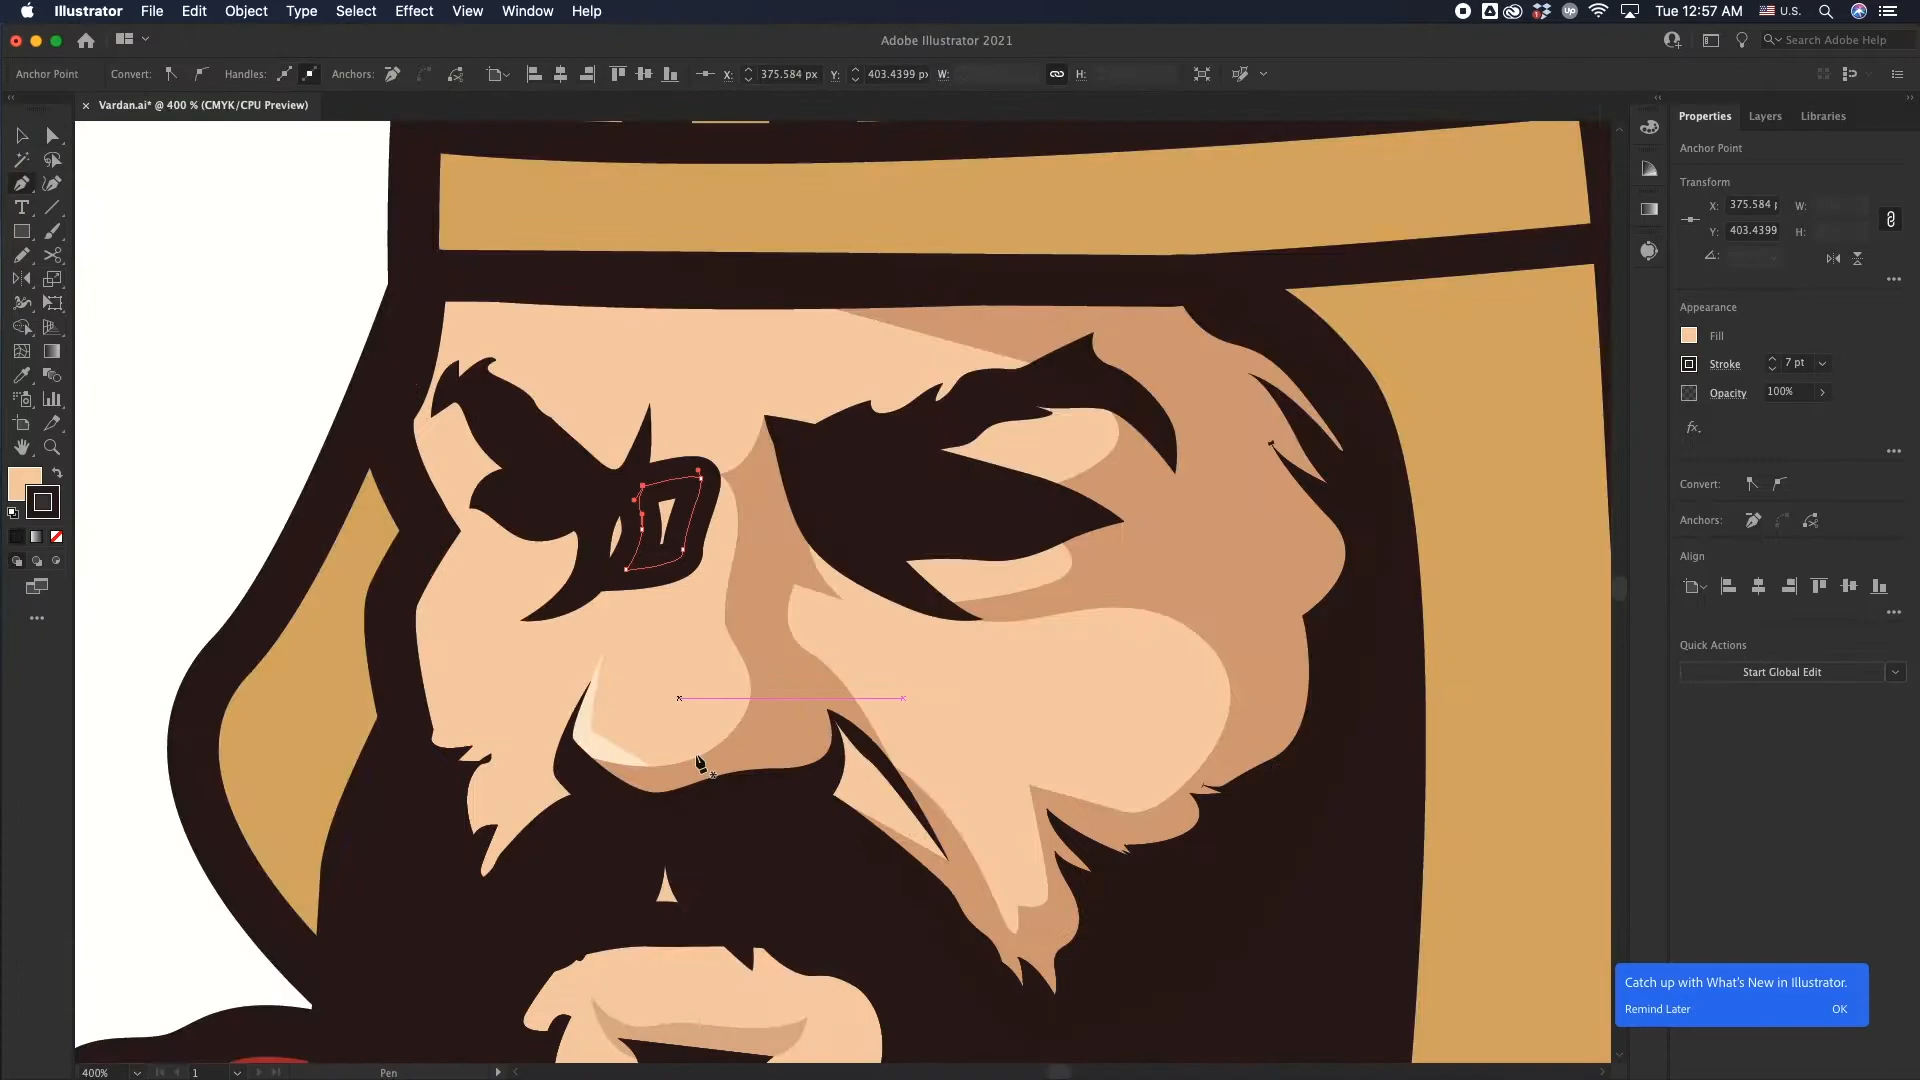 Illustrator File Edit Object Type Select Effect View Window Help
Tue 12:57 AM U.S.
Adobe Illustrator 2021
Search Adobe Help
Anchor Point Convert: Handles: Anchors: X: 375.584 px Y: 403.4399 px W: H:
Vardan.ai* @ 400 % (CMYK/CPU Preview)
Properties Layers Libraries
Anchor Point
Transform
X: 375.584 W:
Y: 403.4399 H:
Appearance
Fill
Stroke 7 pt
Opacity 100%
fx.
Convert:
Anchors:
Align
Quick Actions
Start Global Edit
Catch up with What's New in Illustrator.
Remind Later OK
400% 1 Pen